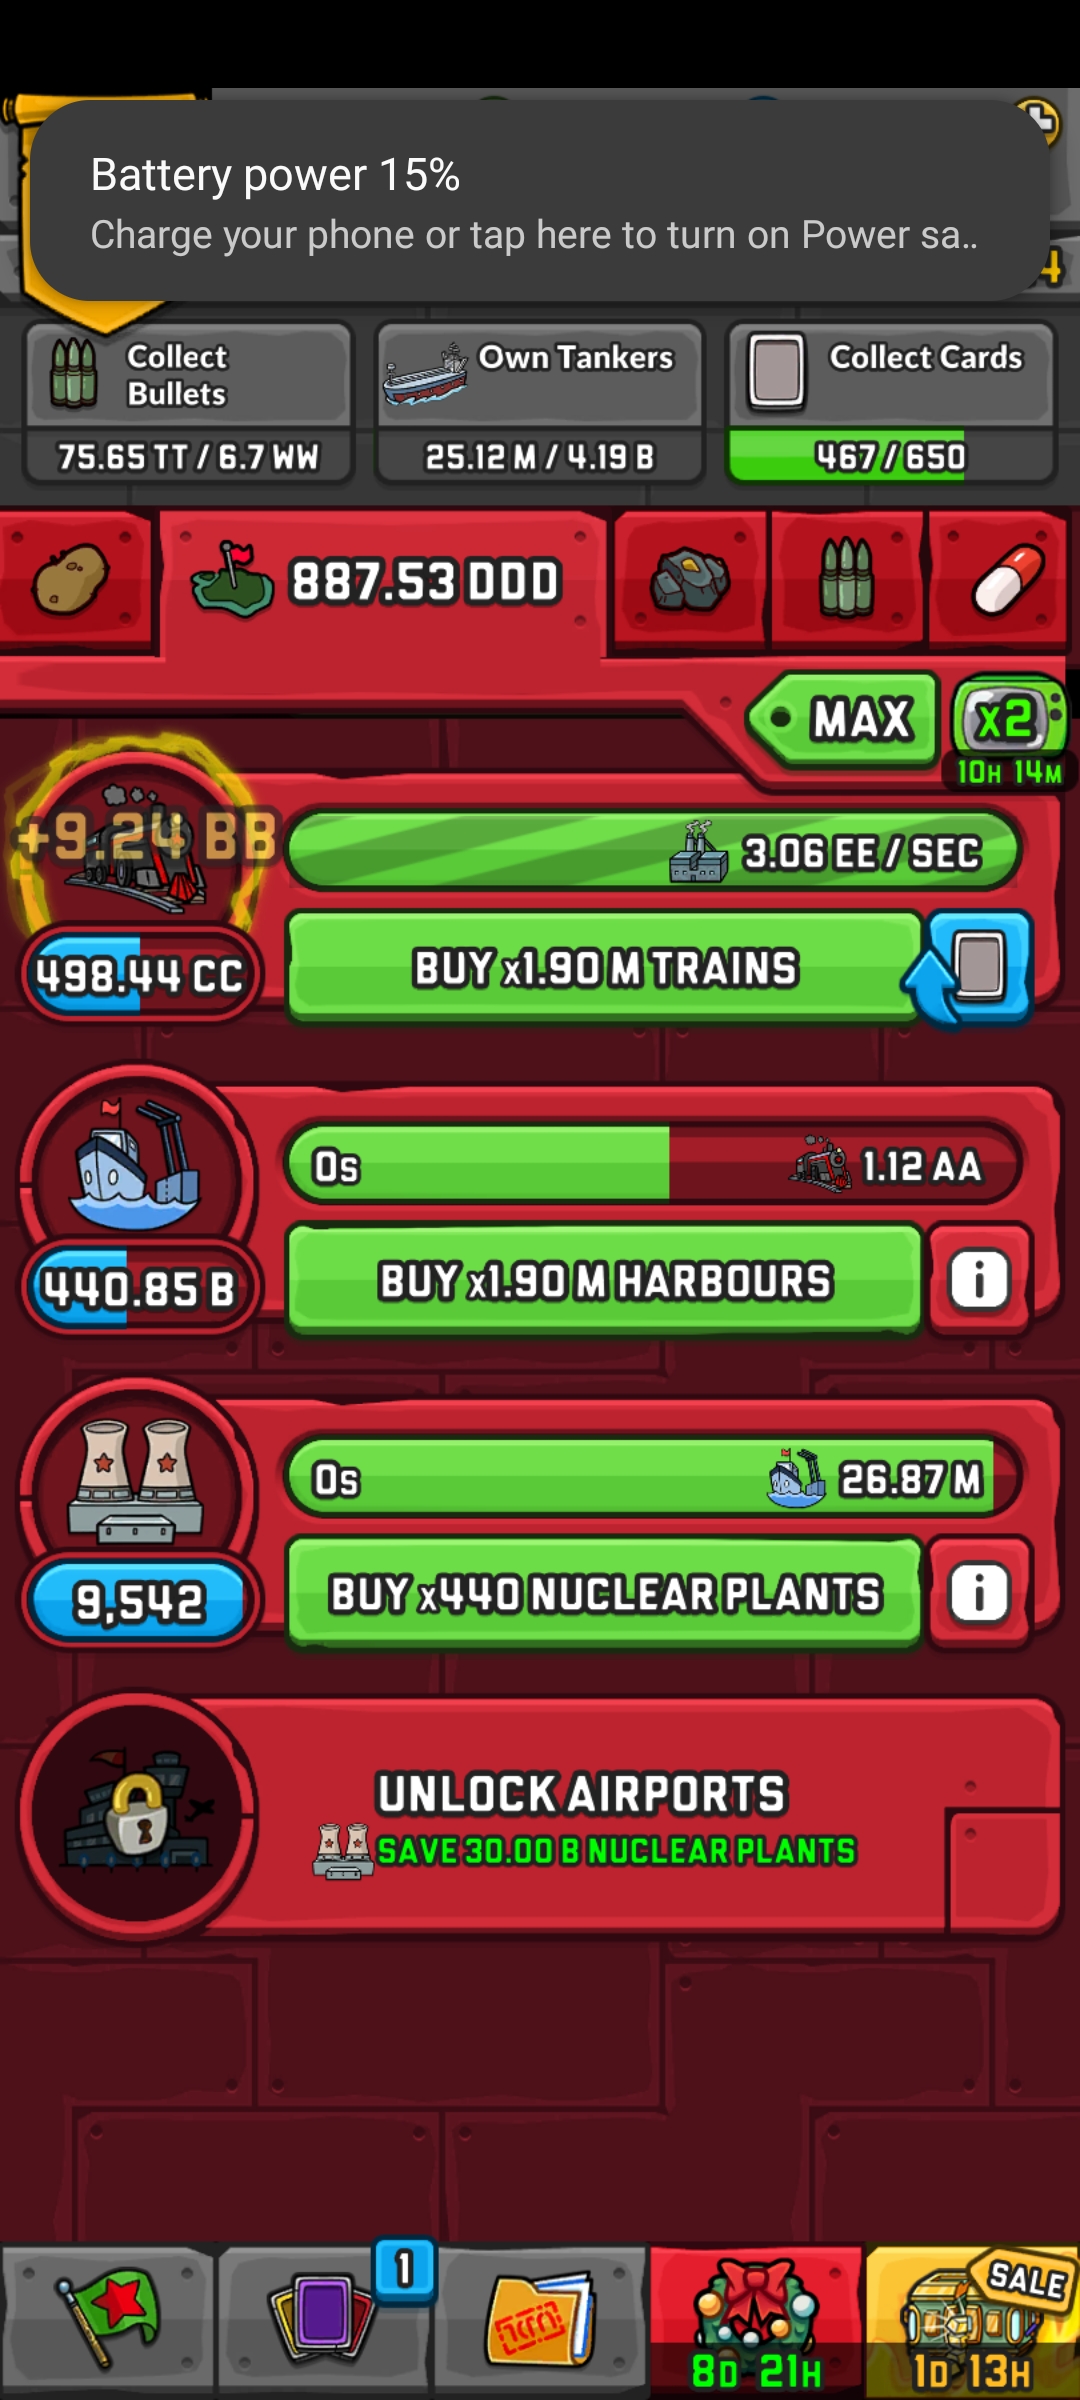 Battery power 15%
Charge your phone or tap here to turn on Power sa..
4
Collect
Bullets
75.65 TT / 6.7 WW
Own Tankers
25.12 M / 4.19 B
Collect Cards
467 / 650
887.53 DDD
MAX
x2
10H 14M
+9.24 BB
3.06 EE / SEC
498.44 CC
BUY x1.90 M TRAINS
0s
1.12 AA
440.85 B
BUY x1.90 M HARBOURS
i
0s
26.87 M
9,542
BUY x440 NUCLEAR PLANTS
i
UNLOCK AIRPORTS
SAVE 30.00 B NUCLEAR PLANTS
1
SALE
8D 21H
1D 13H